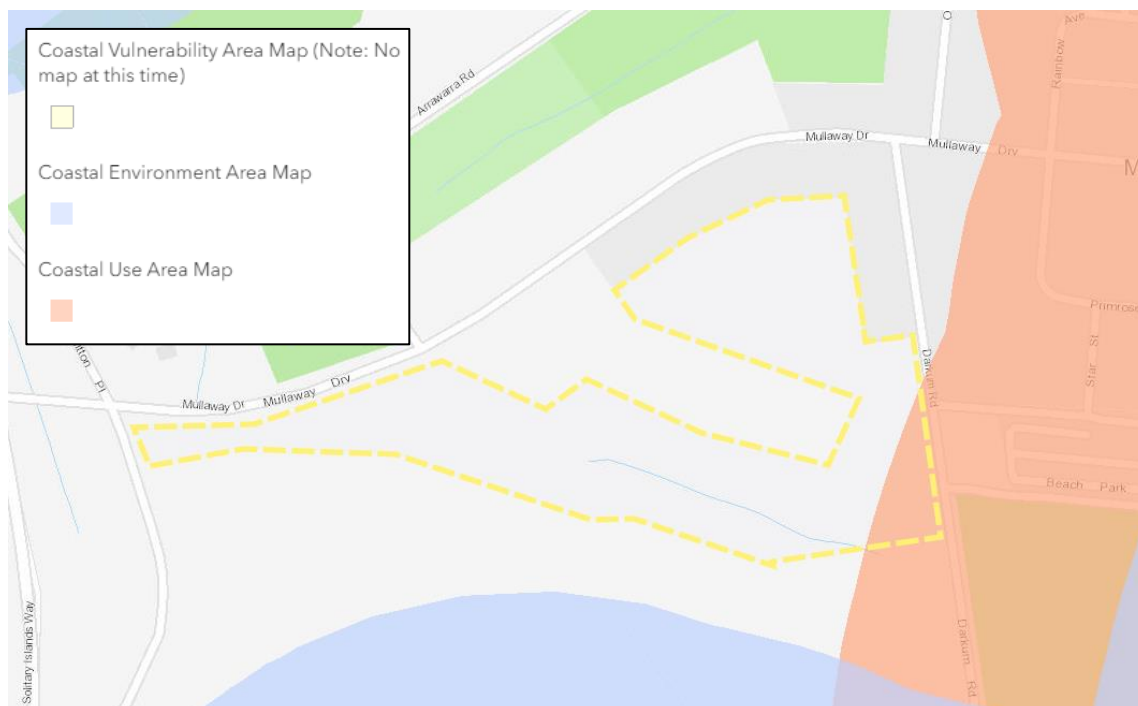 Coastal Vulnerability Area Map (Note: No
map at this time)
Coastal Environment Area Map
Coastal Use Area Map
Arrawarra Rd
Rainbow Ave
Mullaway Dr
Mullaway Drv
O
M
Primrose
Star St
Darkum Rd
Mullaway Dr
Mullaway Drv
itton Pl
Beach Park
Solitary Islands Way
Darkum Rd